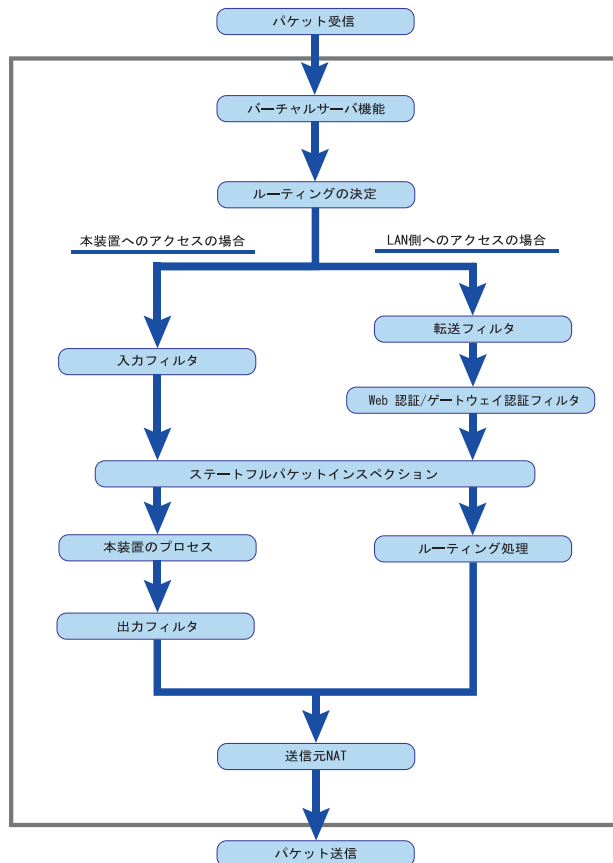 パケット受信
バーチャルサーバ機能
ルーティングの決定
本装置へのアクセスの場合
LAN側へのアクセスの場合
転送フィルタ
入力フィルタ
Web 認証/ゲートウェイ認証フィルタ
ステートフルパケットインスペクション
本装置のプロセス
ルーティング処理
出力フィルタ
送信元NAT
パケット送信